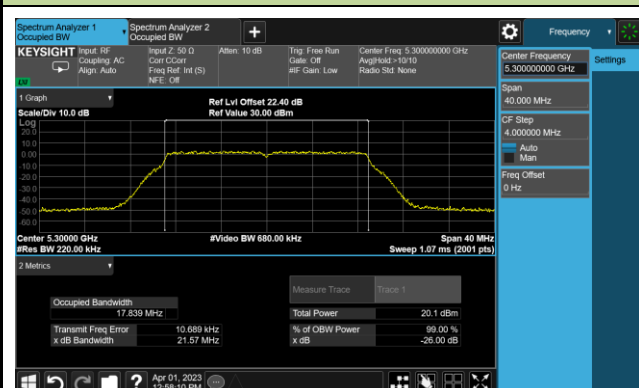 Spectrum Analyzer 1
Occupied BW
Spectrum Analyzer 2
Occupied BW
+
Frequency
KEYSIGHT
Input: RF
Coupling: AC
Align: Auto
Input Z: 50 Ω
Corr CCorr
Freq Ref: Int (S)
NFE: Off
Atten: 10 dB
Trig: Free Run
Gate: Off
#IF Gain: Low
Center Freq: 5.300000000 GHz
Avg|Hold:>10/10
Radio Std: None
Center Frequency
5.300000000 GHz
Settings
Span
40.000 MHz
CF Step
4.000000 MHz
Auto
Man
Freq Offset
0 Hz
1 Graph
Scale/Div 10.0 dB
Ref Lvl Offset 22.40 dB
Ref Value 30.00 dBm
Log
20.0
10.0
0.00
-10.0
-20.0
-30.0
-40.0
-50.0
-60.0
Center 5.30000 GHz
#Res BW 220.00 kHz
#Video BW 680.00 kHz
Span 40 MHz
Sweep 1.07 ms (2001 pts)
2 Metrics
Measure Trace
Trace 1
Occupied Bandwidth
17.839 MHz
Total Power
20.1 dBm
Transmit Freq Error
10.689 kHz
% of OBW Power
99.00 %
x dB Bandwidth
21.57 MHz
x dB
-26.00 dB
?
Apr 01, 2023
12:58:10 PM